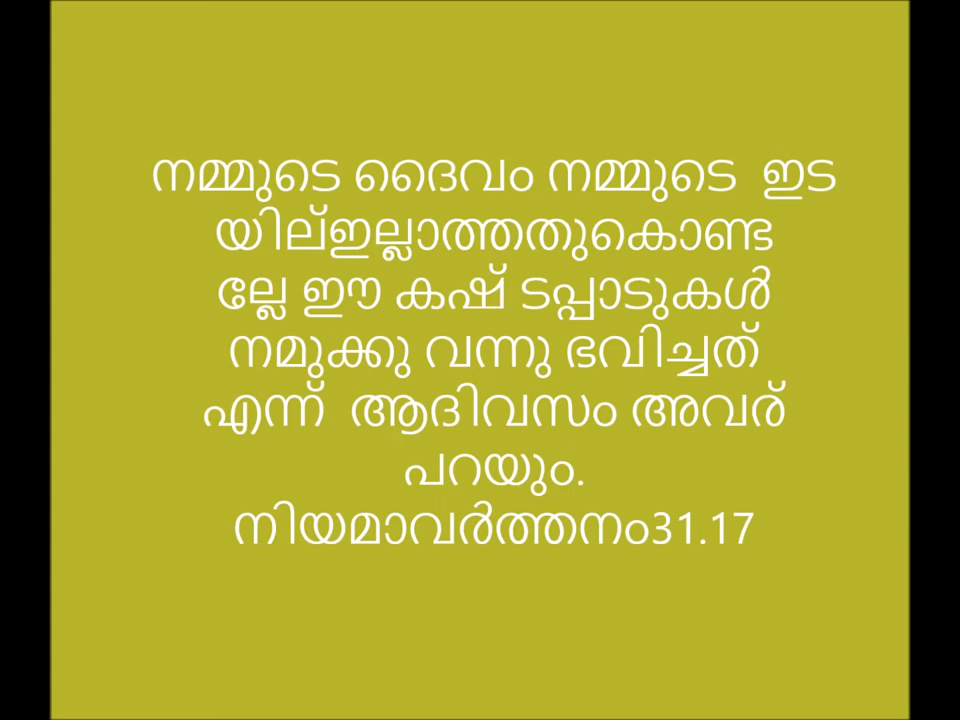 നമ്മുടെ ദൈവം നമ്മുടെ ഇട
യില്ഇല്ലാത്തതുകൊണ്ട
ല്ലേ ഈ കഷ് ടപ്പാടുകൾ
നമുക്കു വന്നു ഭവിച്ചത്
എന്ന് ആദിവസം അവര്
പറയും.
നിയമാവർത്തനം31.17